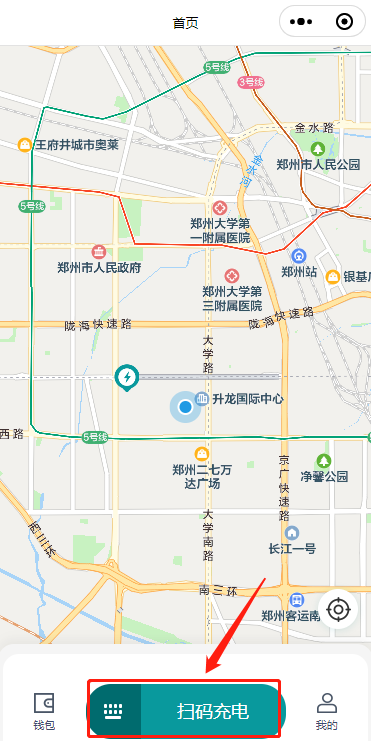 首页
5号线
3号线
金水路
王府井城市奥莱
郑州市人民公园
5号线
郑州大学第
一附属医院
郑州市人民政府
郑州站
银基
郑州大学第
三附属医院
陇海快速路
陇海快速路
大学路
升龙国际中心
西路
5号线
郑州二七万
达广场
京广快速路
净馨公园
大学南路
西三环
长江一号
南三环
郑州客运南
钱包
扫码充电
我的